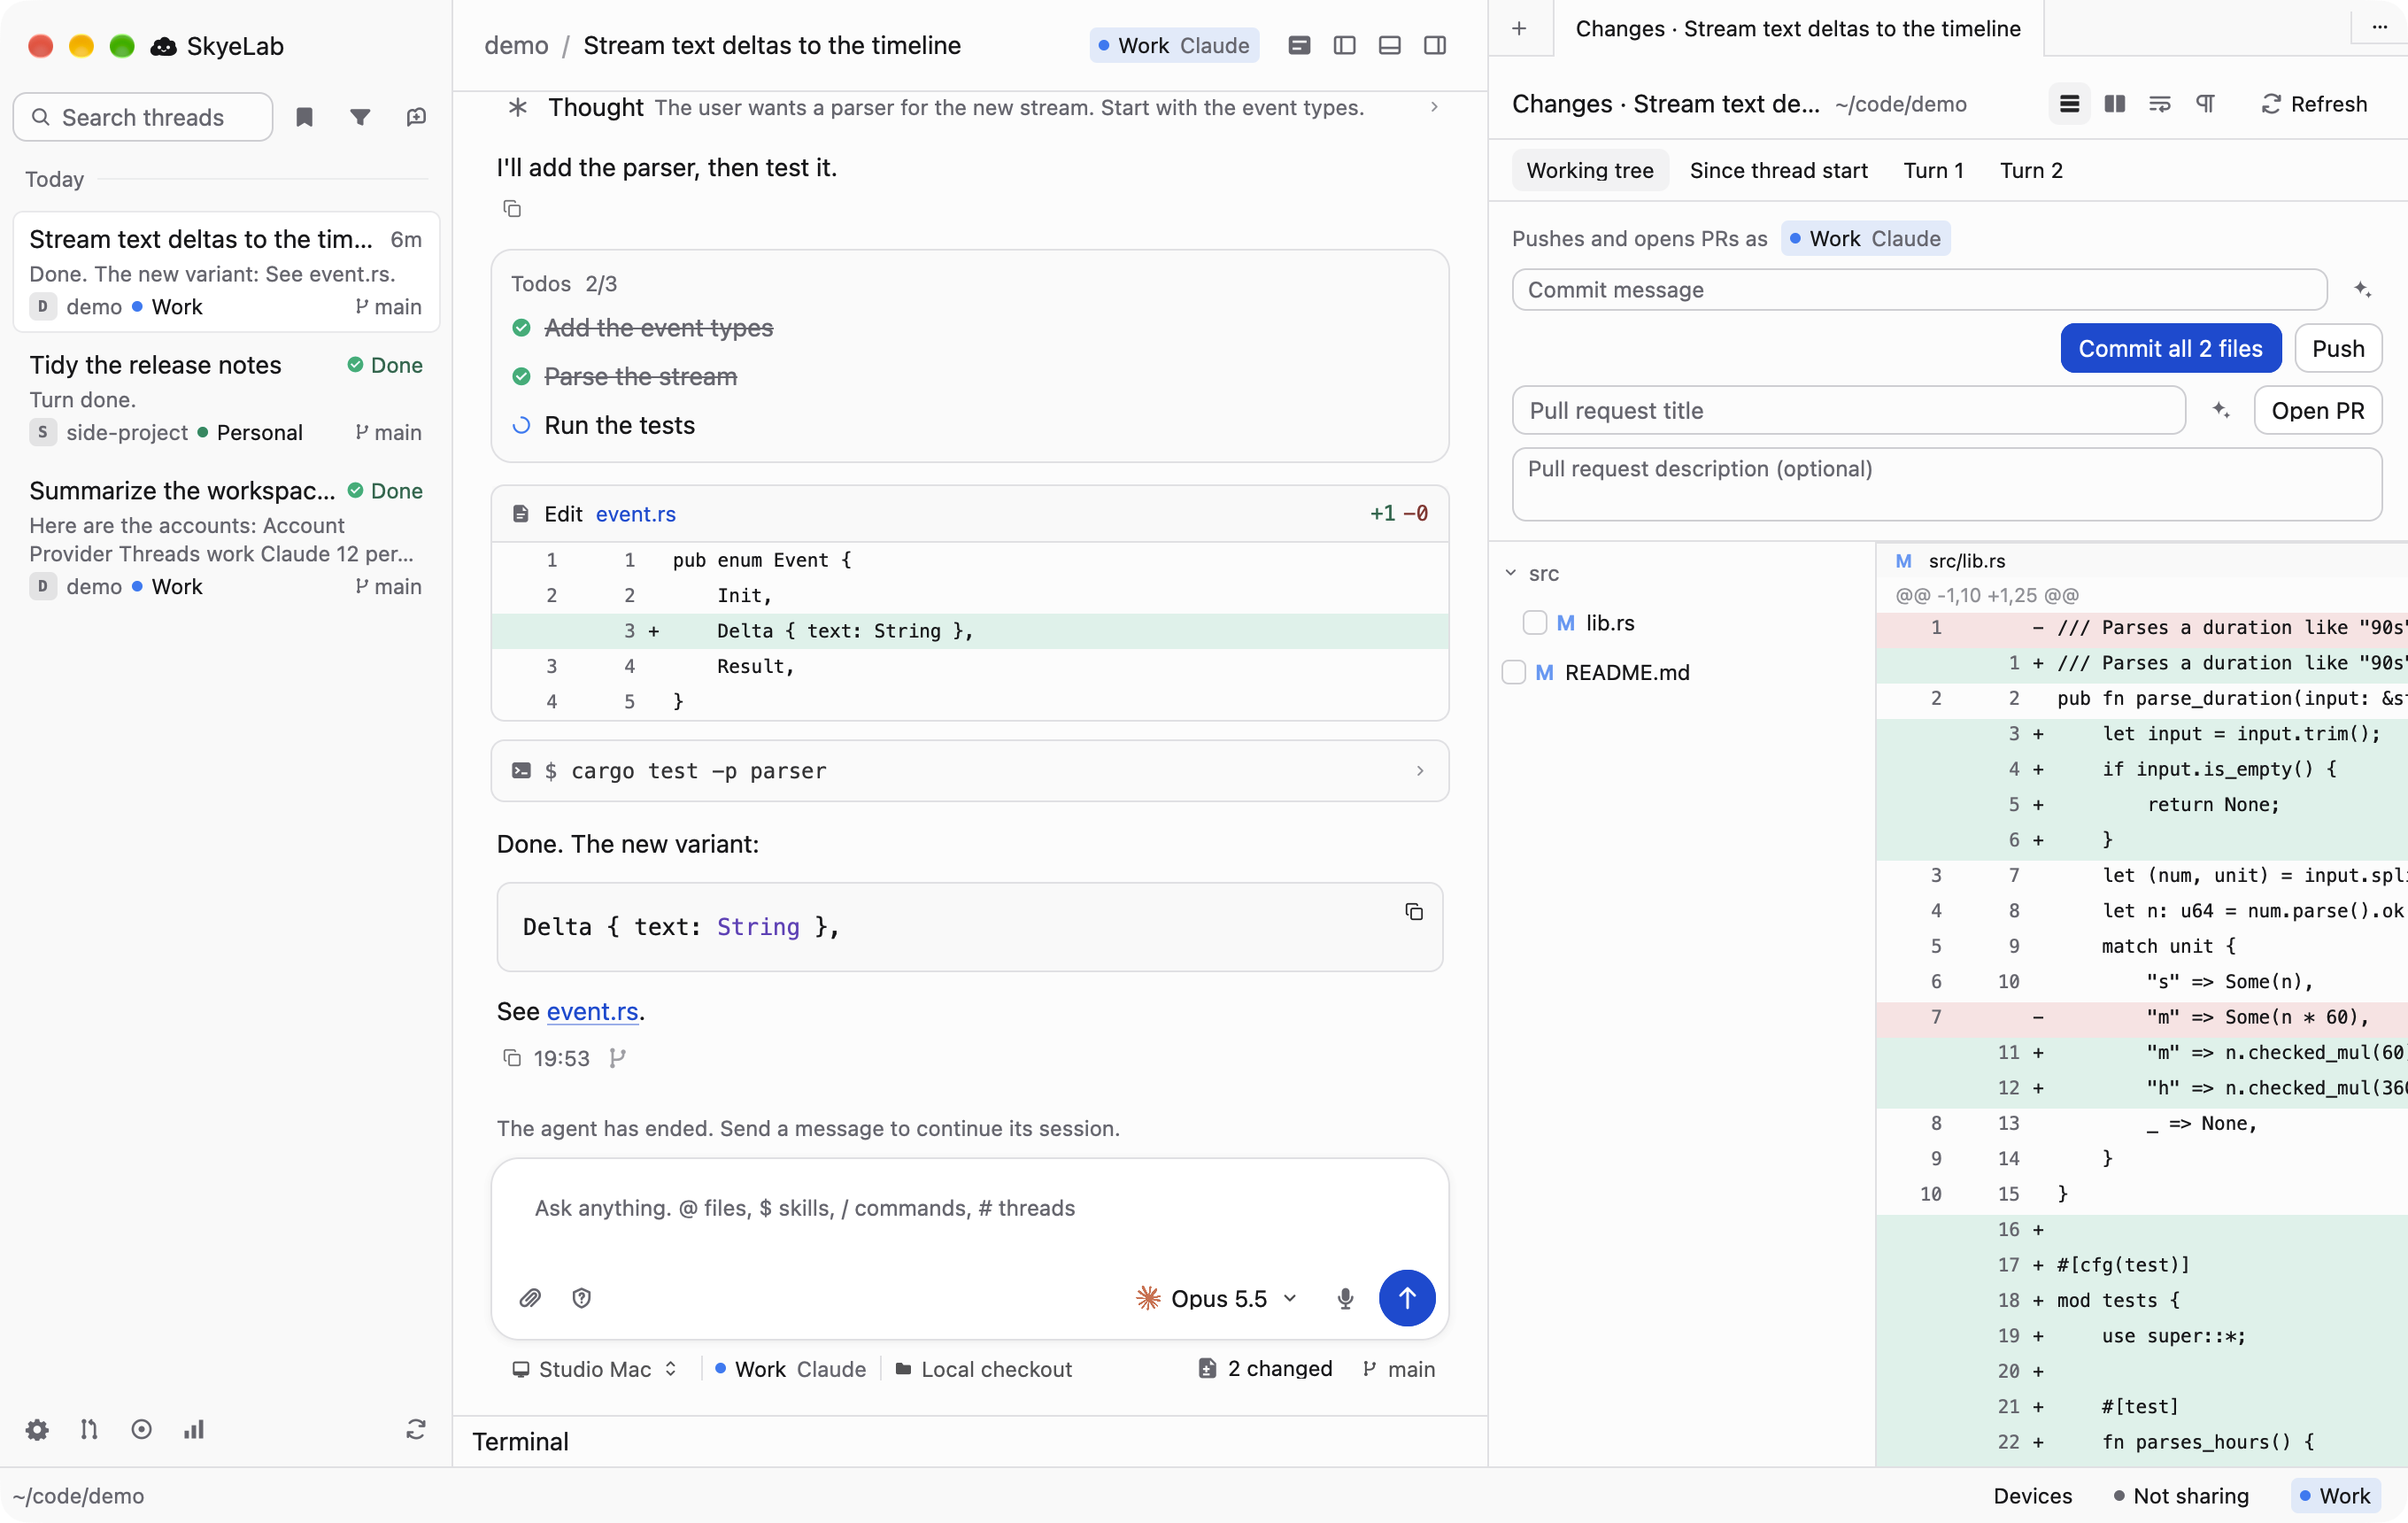 SkyeLab
Search threads
Today
Stream text deltas to the tim... 6m
Done. The new variant: See event.rs.
D demo Work main
Tidy the release notes Done
Turn done.
S side-project Personal main
Summarize the workspac... Done
Here are the accounts: Account
Provider Threads work Claude 12 per...
D demo Work main
demo / Stream text deltas to the timeline Work Claude
Thought The user wants a parser for the new stream. Start with the event types.
I'll add the parser, then test it.
Todos 2/3
Add the event types
Parse the stream
Run the tests
Edit event.rs +1 −0
1 1 pub enum Event {
2 2 Init,
3 + Delta { text: String },
3 4 Result,
4 5 }
$ cargo test -p parser
Done. The new variant:
Delta { text: String },
See event.rs.
19:53
The agent has ended. Send a message to continue its session.
Ask anything. @ files, $ skills, / commands, # threads
Opus 5.5
Studio Mac Work Claude Local checkout 2 changed main
Terminal
+ Changes · Stream text deltas to the timeline ...
Changes · Stream text de... ~/code/demo Refresh
Working tree Since thread start Turn 1 Turn 2
Pushes and opens PRs as Work Claude
Commit message
Commit all 2 files Push
Pull request title Open PR
Pull request description (optional)
src
M lib.rs
M README.md
M src/lib.rs
@@ -1,10 +1,25 @@
1 − /// Parses a duration like "90s"
1 + /// Parses a duration like "90s"
2 2 pub fn parse_duration(input: &s
3 + let input = input.trim();
4 + if input.is_empty() {
5 + return None;
6 + }
3 7 let (num, unit) = input.spl
4 8 let n: u64 = num.parse().ok
5 9 match unit {
6 10 "s" => Some(n),
7 − "m" => Some(n * 60),
11 + "m" => n.checked_mul(60
12 + "h" => n.checked_mul(360
8 13 _ => None,
9 14 }
10 15 }
16 +
17 + #[cfg(test)]
18 + mod tests {
19 + use super::*;
20 +
21 + #[test]
22 + fn parses_hours() {
~/code/demo Devices Not sharing Work